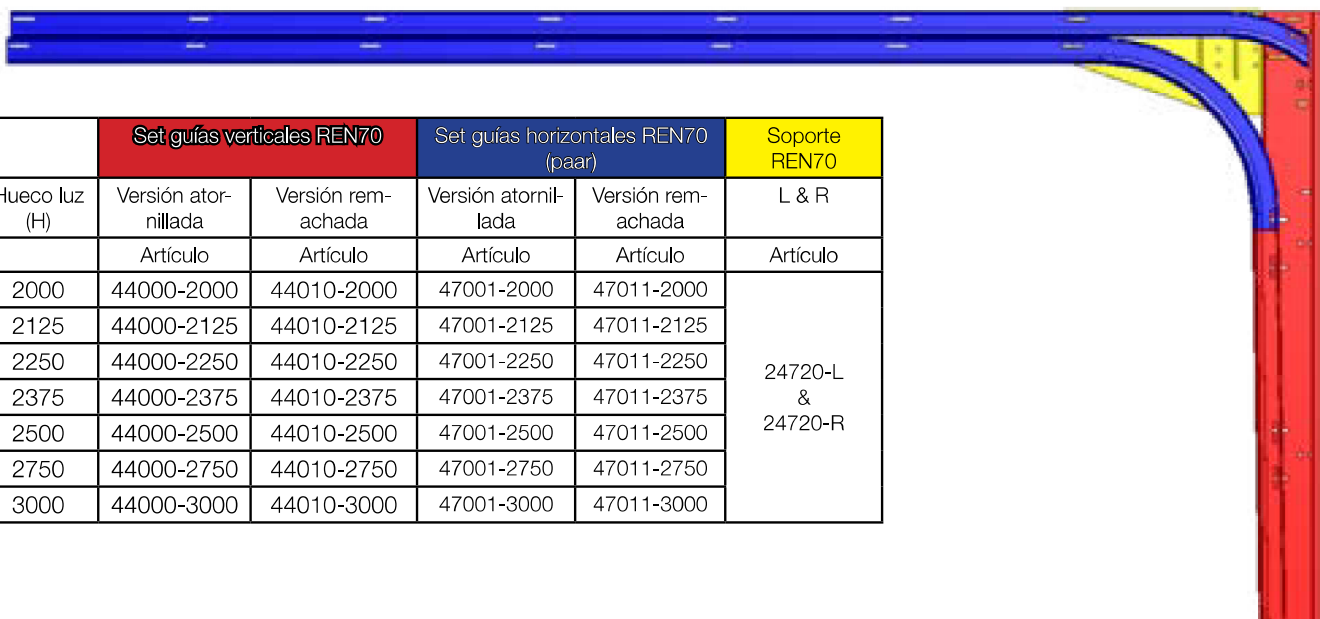 Set guías verticales REN70 Set guías horizontales REN70 Soporte
(paar) REN70
Hueco luz Versión ator- Versión rem- Versión atornil- Versión rem- L & R
(H) nillada achada lada achada
Artículo Artículo Artículo Artículo Artículo
2000 44000-2000 44010-2000 47001-2000 47011-2000
2125 44000-2125 44010-2125 47001-2125 47011-2125
2250 44000-2250 44010-2250 47001-2250 47011-2250
2375 44000-2375 44010-2375 47001-2375 47011-2375
2500 44000-2500 44010-2500 47001-2500 47011-2500
2750 44000-2750 44010-2750 47001-2750 47011-2750
3000 44000-3000 44010-3000 47001-3000 47011-3000
24720-L
&
24720-R